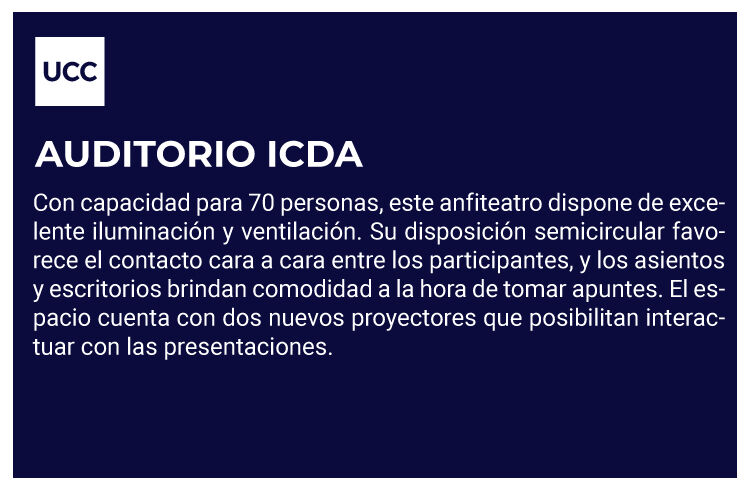 UCC
AUDITORIO ICDA
Con capacidad para 70 personas, este anfiteatro dispone de exce-
lente iluminación y ventilación. Su disposición semicircular favo-
rece el contacto cara a cara entre los participantes, y los asientos
y escritorios brindan comodidad a la hora de tomar apuntes. El es-
pacio cuenta con dos nuevos proyectores que posibilitan interac-
tuar con las presentaciones.